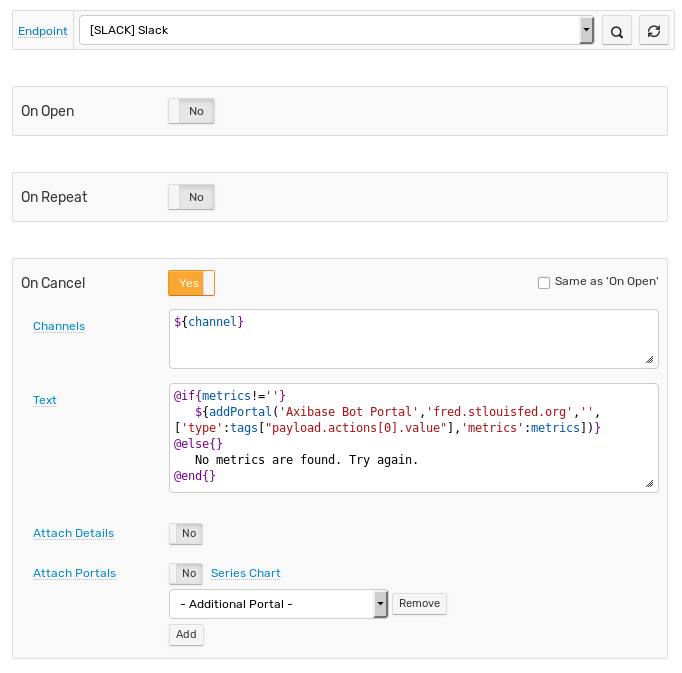 Endpoint [SLACK] Slack
On Open No
On Repeat No
On Cancel Yes Same as 'On Open'
Channels ${channel}
Text @if{metrics!=''}
${addPortal('Axibase Bot Portal','fred.stlouisfed.org','',
['type':tags["payload.actions[0].value"],'metrics':metrics])}
@else{}
No metrics are found. Try again.
@end{}
Attach Details No
Attach Portals No Series Chart
- Additional Portal - Remove
Add